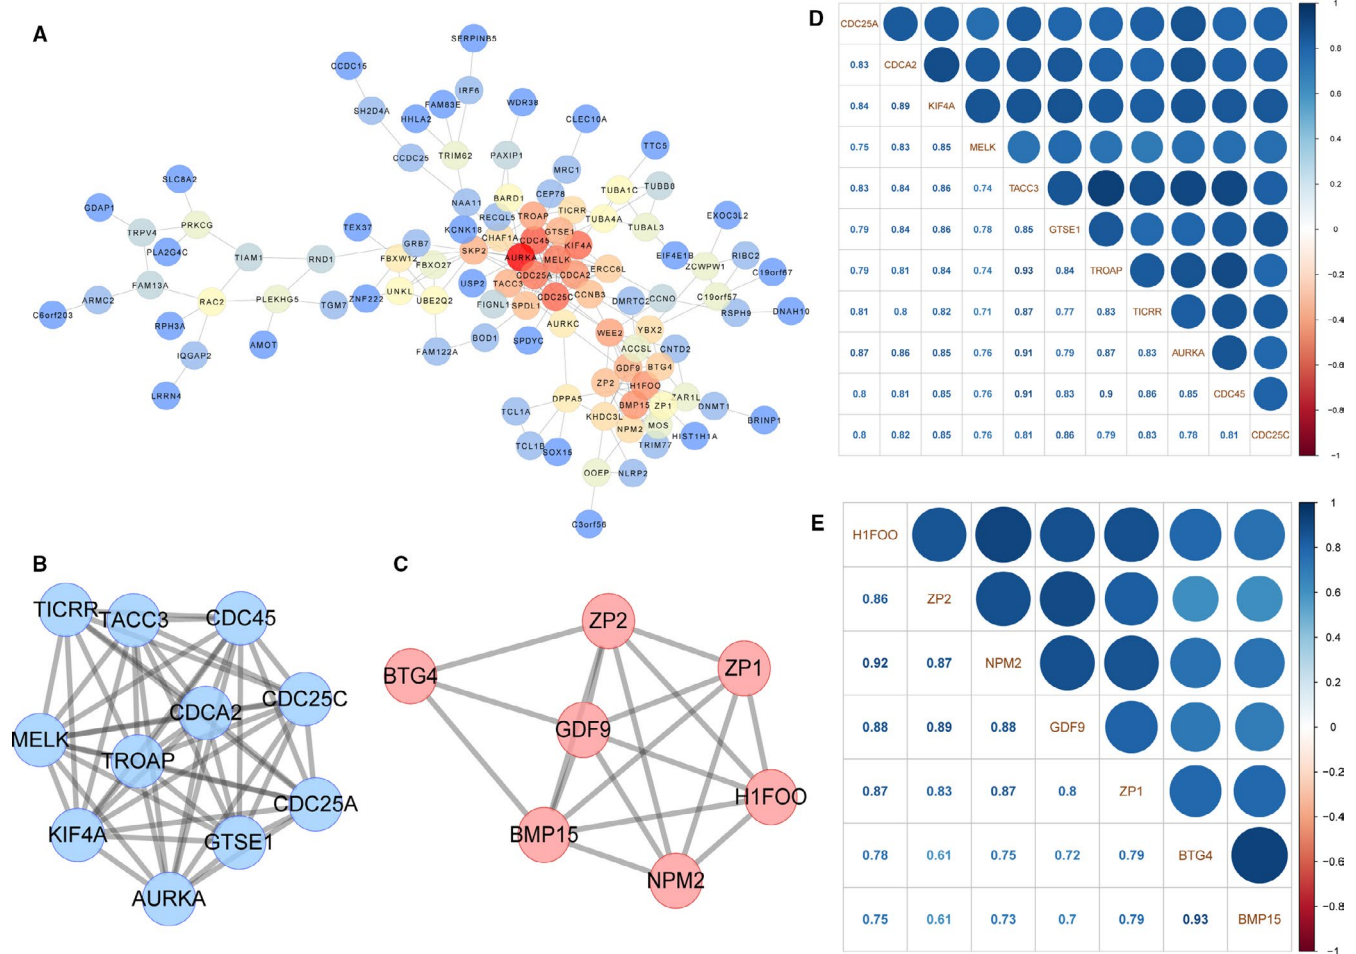 A
SERPINB5
CCDC15
IRF6
SH2D4A
FAM83E
HHLA2
WDR38
CLEC10A
CCDC25
TRIM62
PAXIP1
TTC5
MRC1
SLC8A2
NAA11
BARD1
CEP78
TUBA1C
TUBB8
GDAP1
PRKCG
TRPV4
PLA2G4C
TEX37
KCNK18
RECQL5
TROAP
TICRR
TUBA4A
TUBAL3
EXOC3L2
TIAM1
RND1
GRB7
FBXW12
FBXO27
SKP2
CHAF1A
CDC45
GTSE1
KIF4A
AURKA
MELK
EIF4E1B
ZCWPW1
RIBC2
C19orf67
FAM13A
USP2
CDC25A
CDCA2
ERCC6L
TACC3
C6orf203
ARMC2
RAC2
PLEKHG5
TGM7
ZNF222
UNKL
UBE2Q2
FIGNL1
SPDL1
CDC25C
CCNB3
DMRTC2
CCNO
C19orf57
RSPH9
DNAH10
RPH3A
AMOT
AURKC
WEE2
YBX2
IQGAP2
FAM122A
BOD1
SPDYC
ACCSL
CNTD2
LRRN4
GDF9
BTG4
ZP2
H1FOO
DPPA5
BMP15
ZP1
ZAR1L
DNMT1
TCL1A
KHDC3L
NPM2
MOS
HIST1H1A
BRINP1
TCL1B
SOX15
TRIM77
OOEP
NLRP2
C3orf56
B
TICRR
TACC3
CDC45
CDCA2
CDC25C
MELK
TROAP
CDC25A
KIF4A
GTSE1
AURKA
C
ZP2
BTG4
ZP1
GDF9
H1FOO
BMP15
NPM2
D
CDC25A
0.83 CDCA2
0.84 0.89 KIF4A
0.75 0.83 0.85 MELK
0.83 0.84 0.86 0.74 TACC3
0.79 0.84 0.86 0.78 0.85 GTSE1
0.79 0.81 0.84 0.74 0.93 0.84 TROAP
0.81 0.8 0.82 0.71 0.87 0.77 0.83 TICRR
0.87 0.86 0.85 0.76 0.91 0.79 0.87 0.83 AURKA
0.8 0.81 0.85 0.76 0.91 0.83 0.9 0.86 0.85 CDC45
0.8 0.82 0.85 0.76 0.81 0.86 0.79 0.83 0.78 0.81 CDC25C
1
0.8
0.6
0.4
0.2
0
−0.2
−0.4
−0.6
−0.8
−1
E
H1FOO
0.86 ZP2
0.92 0.87 NPM2
0.88 0.89 0.88 GDF9
0.87 0.83 0.87 0.8 ZP1
0.78 0.61 0.75 0.72 0.79 BTG4
0.75 0.61 0.73 0.7 0.79 0.93 BMP15
1
0.8
0.6
0.4
0.2
0
−0.2
−0.4
−0.6
−0.8
−1